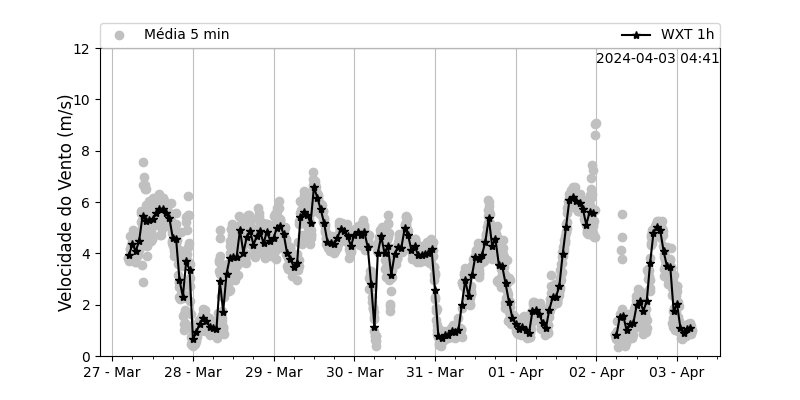 Média 5 min
WXT 1h
2024-04-03 04:41
Velocidade do Vento (m/s)
12
10
8
6
4
2
0
27 - Mar
28 - Mar
29 - Mar
30 - Mar
31 - Mar
01 - Apr
02 - Apr
03 - Apr